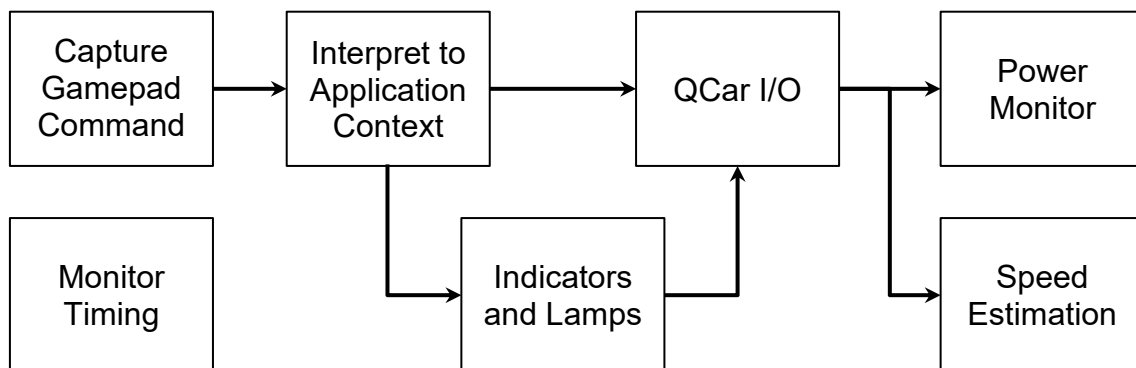 Capture
Gamepad
Command
Interpret to
Application
Context
QCar I/O
Power
Monitor
Monitor
Timing
Indicators
and Lamps
Speed
Estimation